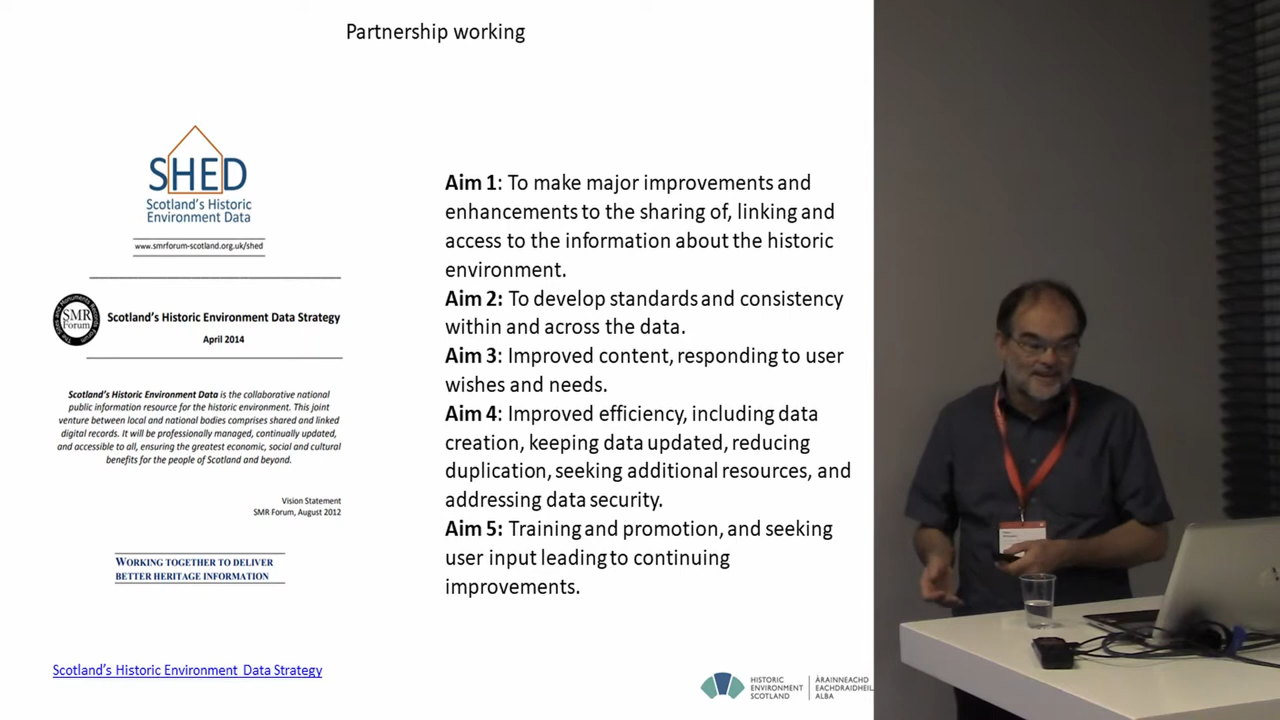 Partnership working
SHED
Scotland's Historic
Environment Data
www.smrforum-scotland.org.uk/shed
SMR
Forum
Scotland's Historic Environment Data Strategy
April 2014
Scotland's Historic Environment Data is the collaborative national
public information resource for the historic environment. This joint
venture between local and national bodies comprises shared and linked
digital records. It will be professionally managed, continually updated,
and accessible to all, ensuring the greatest economic, social and cultural
benefits for the people of Scotland and beyond.
Vision Statement
SMR Forum, August 2012
WORKING TOGETHER TO DELIVER
BETTER HERITAGE INFORMATION
Scotland's Historic Environment Data Strategy
Aim 1: To make major improvements and
enhancements to the sharing of, linking and
access to the information about the historic
environment.
Aim 2: To develop standards and consistency
within and across the data.
Aim 3: Improved content, responding to user
wishes and needs.
Aim 4: Improved efficiency, including data
creation, keeping data updated, reducing
duplication, seeking additional resources, and
addressing data security.
Aim 5: Training and promotion, and seeking
user input leading to continuing
improvements.
HISTORIC
ENVIRONMENT
SCOTLAND
ÀRAINNEACHD
EACHDRAIDHEIL
ALBA